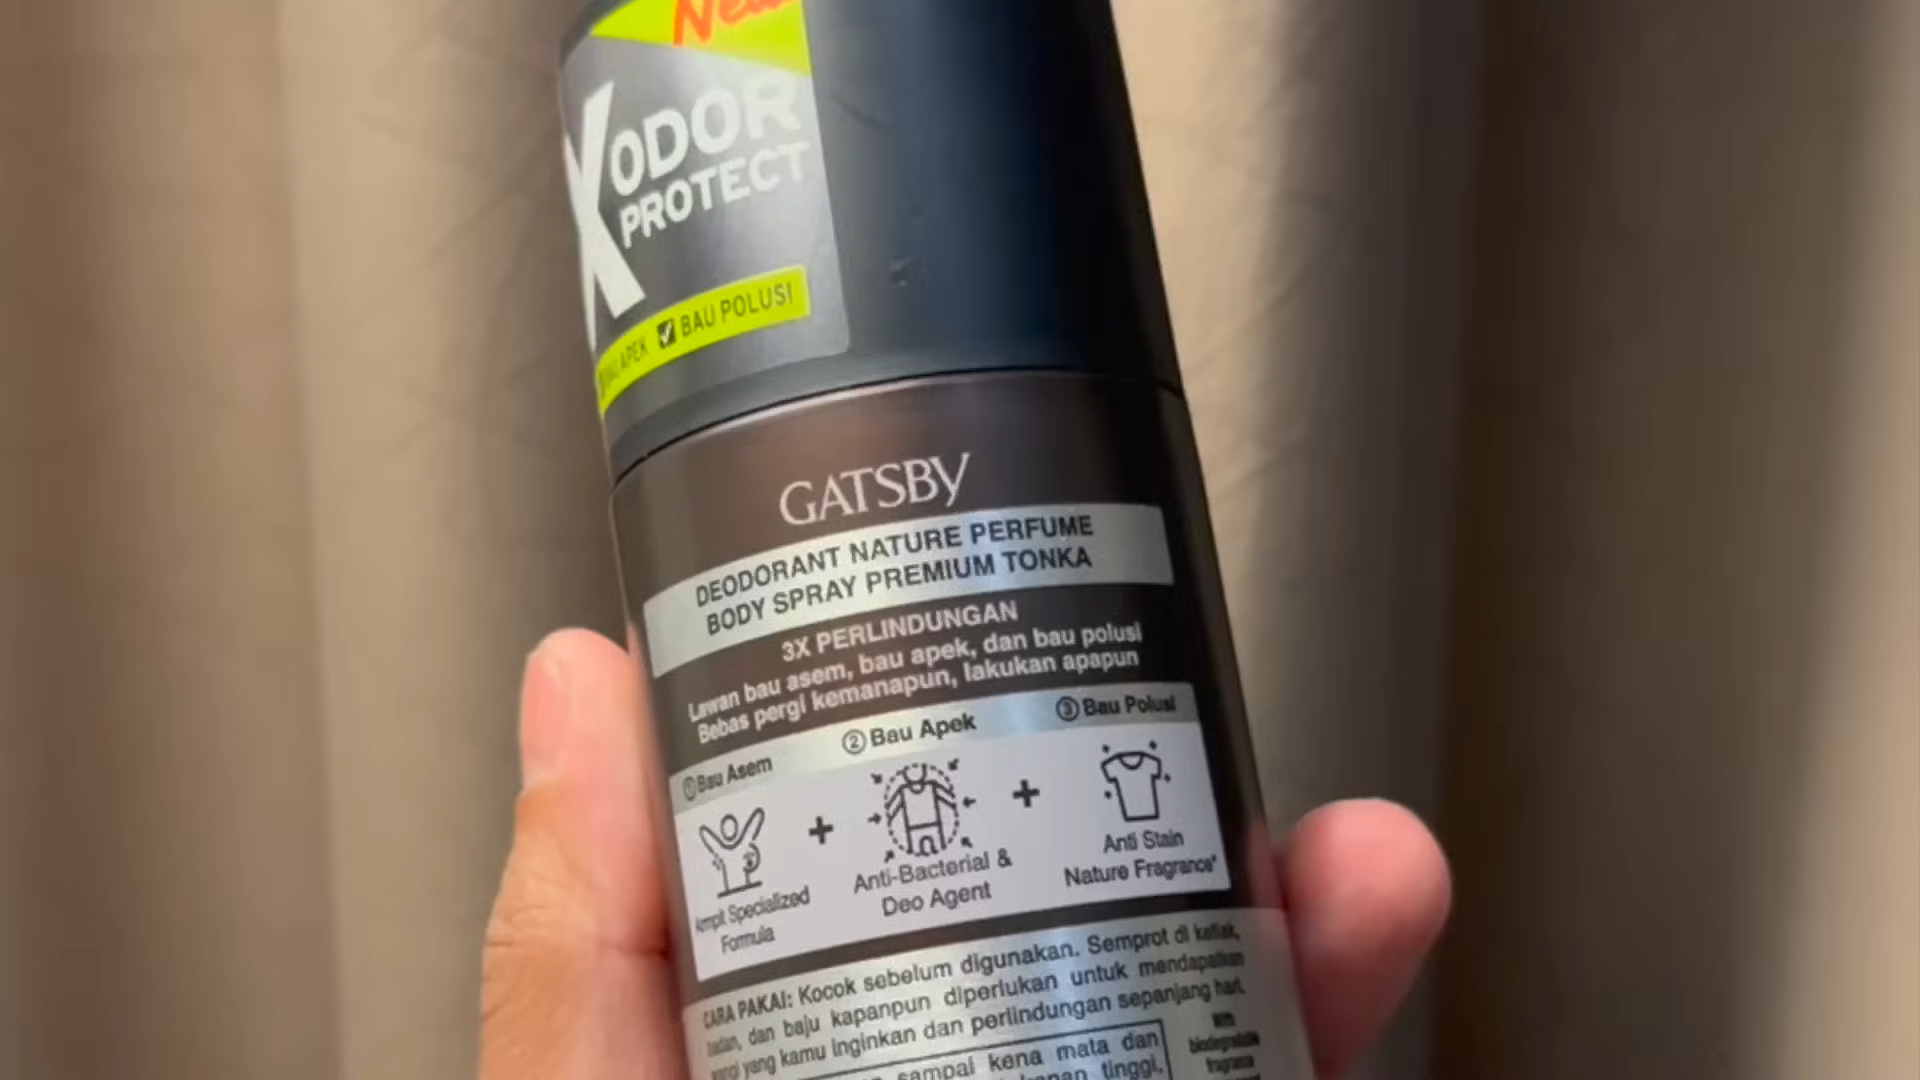 New
X ODOR
PROTECT
BAU APEK ☑ BAU POLUSI
GATSBY
DEODORANT NATURE PERFUME
BODY SPRAY PREMIUM TONKA
3X PERLINDUNGAN
Lawan bau asem, bau apek, dan bau polusi
Bebas pergi kemanapun, lakukan apapun
① Bau Asem
② Bau Apek
③ Bau Polusi
+
+
Armpit Specialized
Formula
Anti-Bacterial &
Deo Agent
Anti Stain
Nature Fragrance*
CARA PAKAI: Kocok sebelum digunakan. Semprot di ketiak,
badan, dan baju kapanpun diperlukan untuk mendapatkan
wangi yang kamu inginkan dan perlindungan sepanjang hari.
sampai kena mata dan
tinggi.
With
biodegradable
fragrance